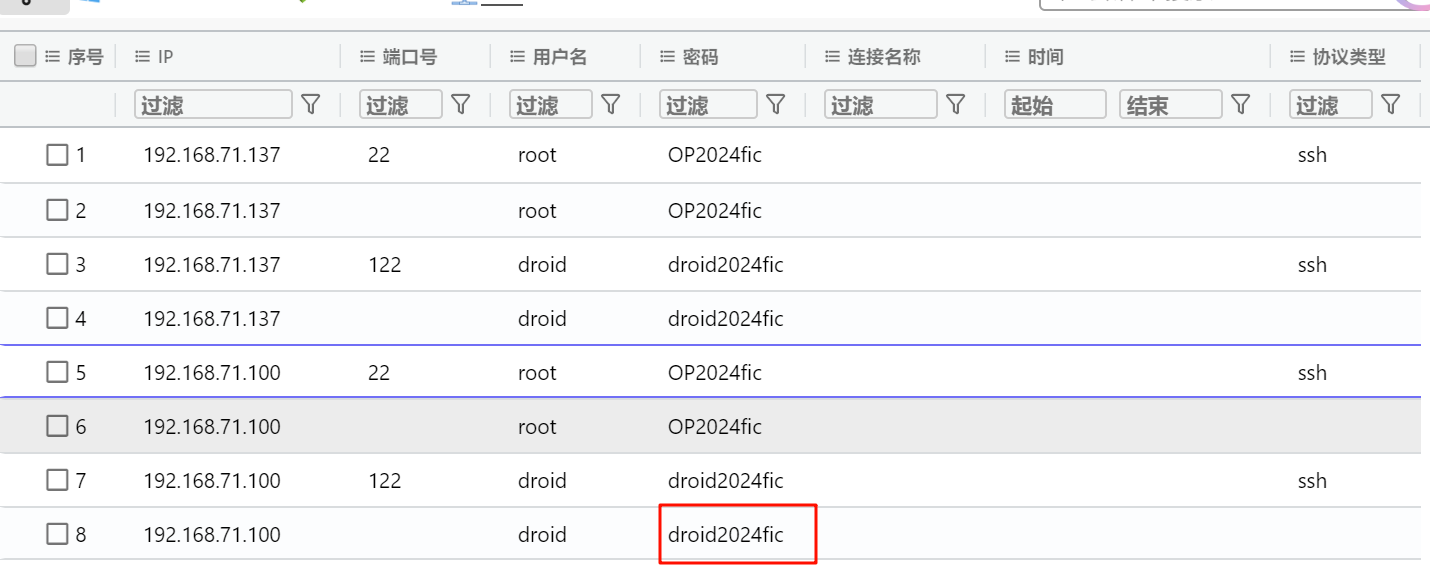 序号 IP 端口号 用户名 密码 连接名称 时间 协议类型
过滤 过滤 过滤 过滤 过滤 起始 结束 过滤
1 192.168.71.137 22 root OP2024fic ssh
2 192.168.71.137 root OP2024fic
3 192.168.71.137 122 droid droid2024fic ssh
4 192.168.71.137 droid droid2024fic
5 192.168.71.100 22 root OP2024fic ssh
6 192.168.71.100 root OP2024fic
7 192.168.71.100 122 droid droid2024fic ssh
8 192.168.71.100 droid droid2024fic